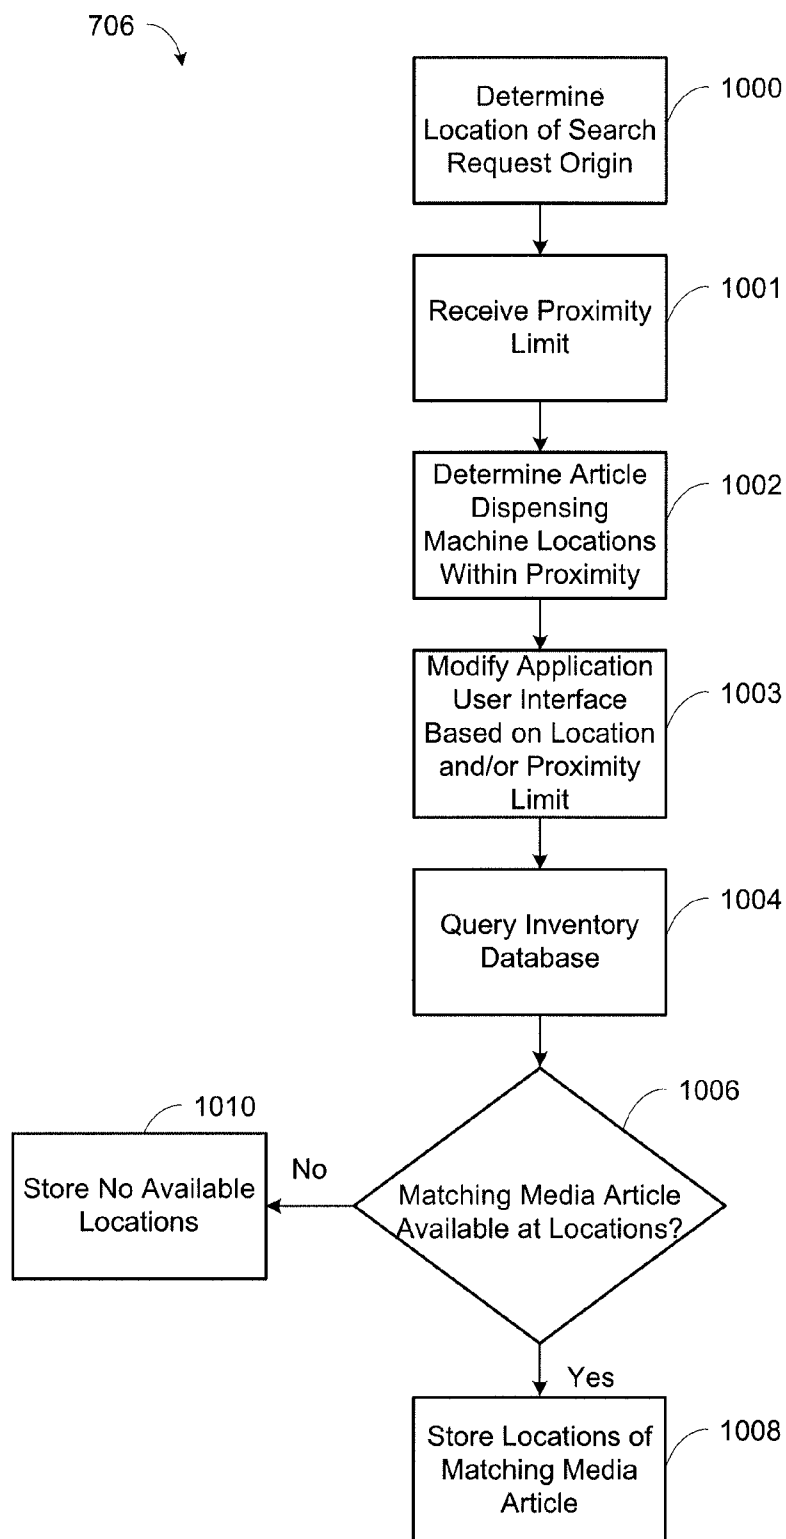 706
1000
Determine
Location of Search
Request Origin
1001
Receive Proximity
Limit
1002
Determine Article
Dispensing
Machine Locations
Within Proximity
1003
Modify Application
User Interface
Based on Location
and/or Proximity
Limit
1004
Query Inventory
Database
1006
Matching Media Article
Available at Locations?
No
1010
Store No Available
Locations
Yes
1008
Store Locations of
Matching Media
Article